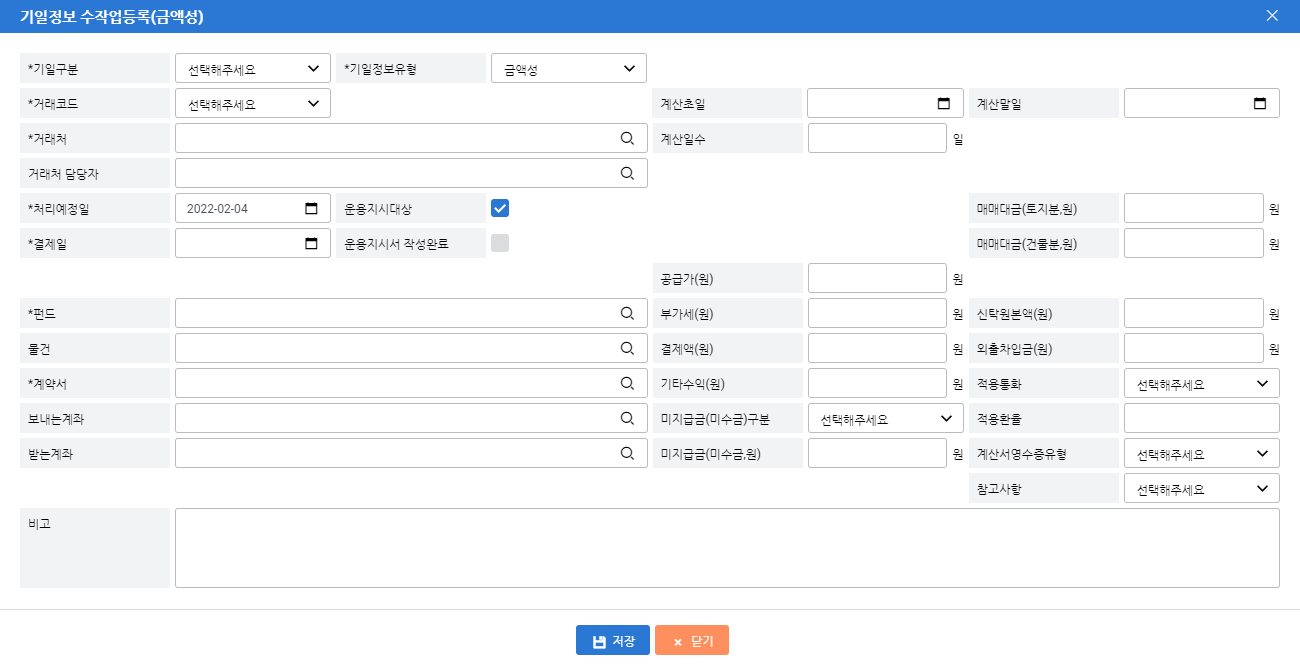 기일정보 수작업등록(금액성)
*기일구분 선택해주세요 *기일정보유형 금액성
*거래코드 선택해주세요 계산초일 계산말일
*거래처 계산일수 일
거래처 담당자
*처리예정일 2022-02-04 운용지시대상 매매대금(토지분,원) 원
*결제일 운용지시서 작성완료 매매대금(건물분,원) 원
공급가(원) 원
*펀드 부가세(원) 원 신탁원본액(원) 원
물건 결제액(원) 원 외출차입금(원) 원
*계약서 기타수익(원) 원 적용통화 선택해주세요
보내는계좌 미지급금(미수금)구분 선택해주세요 적용환율
받는계좌 미지급금(미수금,원) 원 계산서영수증유형 선택해주세요
참고사항 선택해주세요
비고
저장 닫기